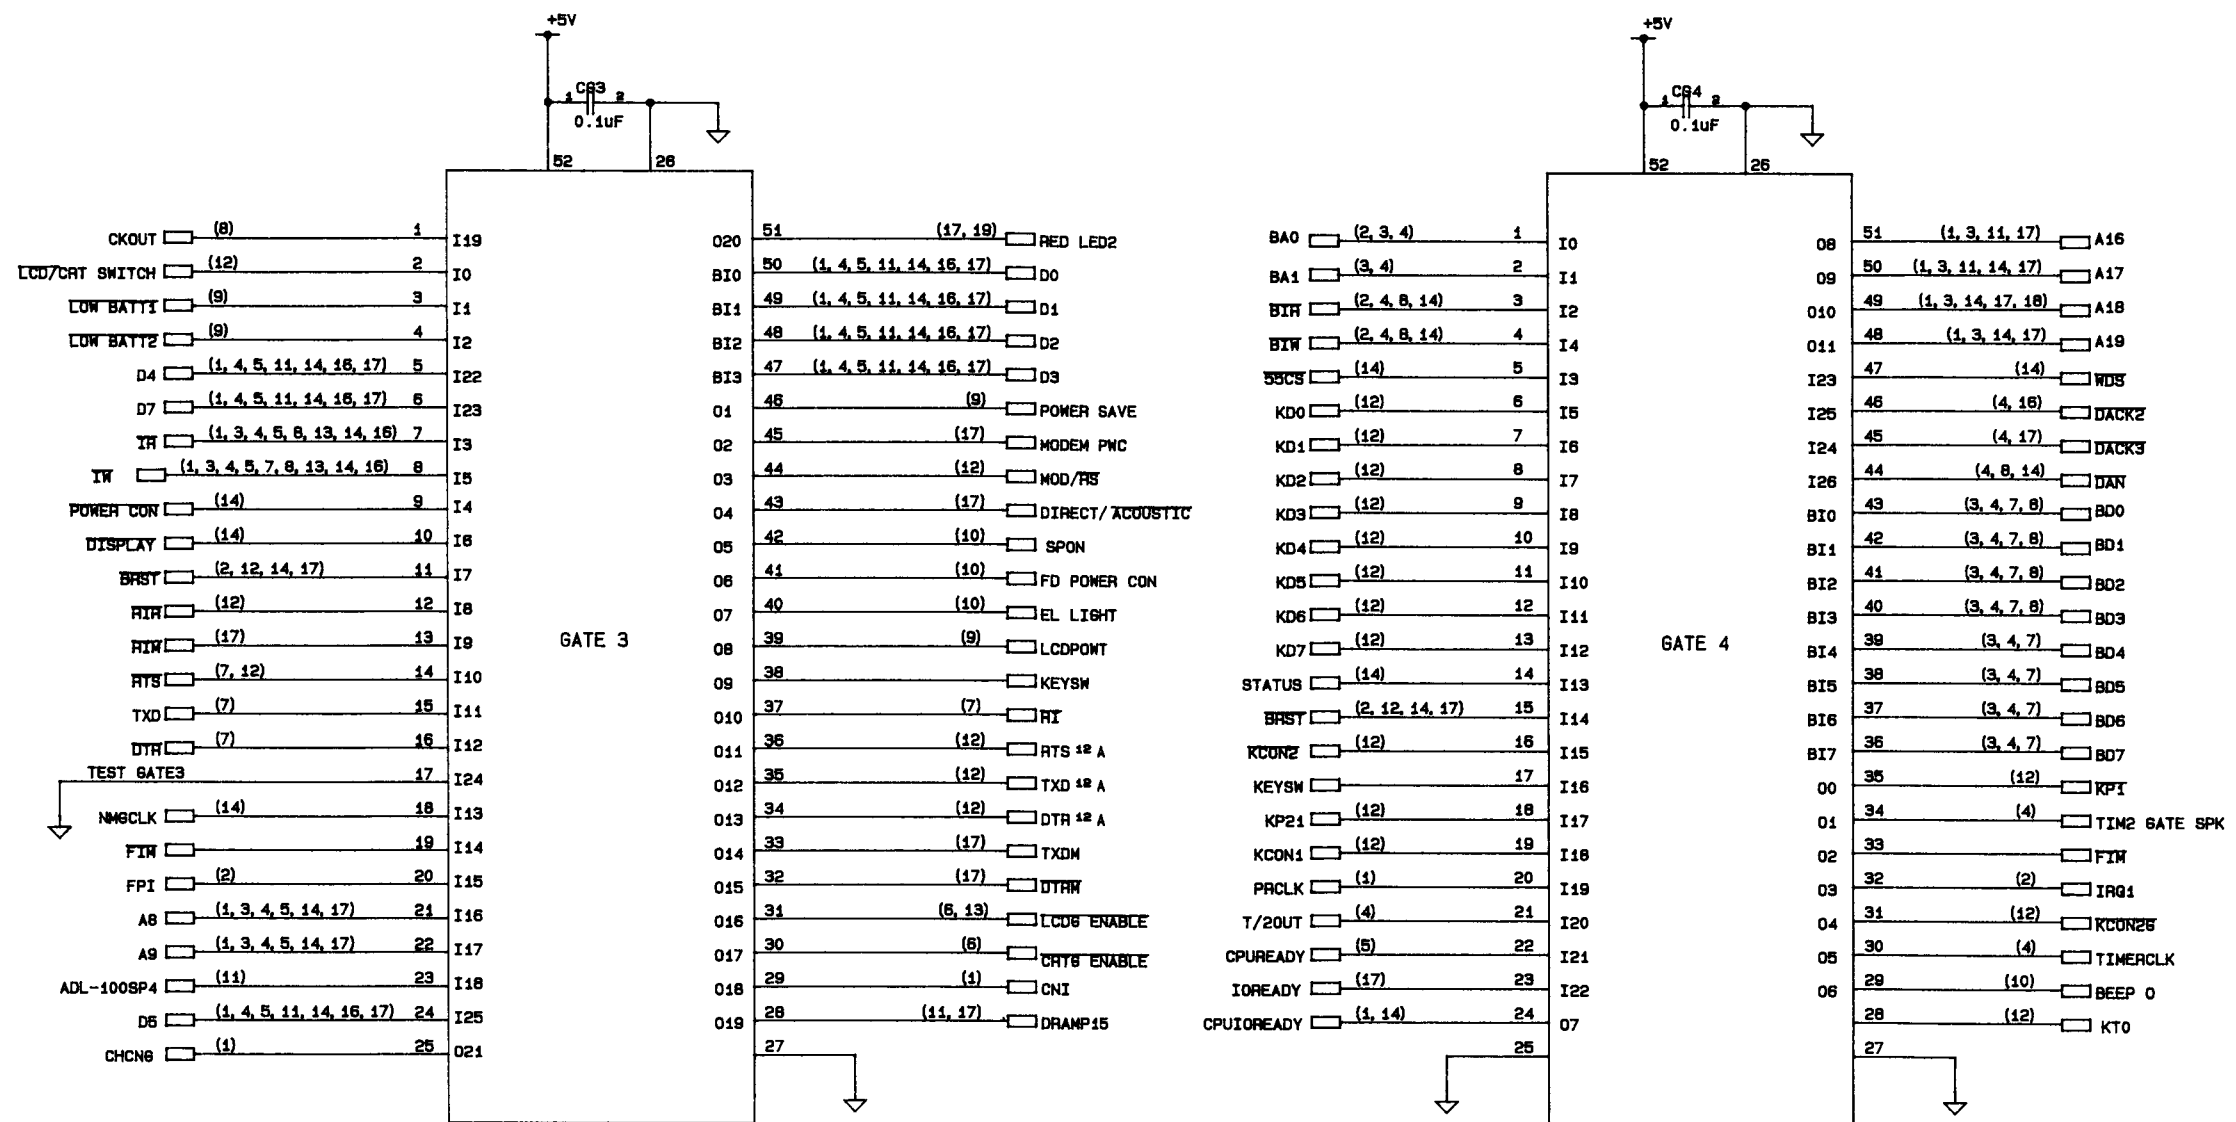 +5V
CG3
1 2
0.1uF
52 26
CKOUT (8) 1 I19
LCD/CRT SWITCH (12) 2 I0
LOW BATT1 (9) 3 I1
LOW BATT2 (9) 4 I2
D4 (1, 4, 5, 11, 14, 16, 17) 5 I22
D7 (1, 4, 5, 11, 14, 16, 17) 6 I23
IR (1, 3, 4, 5, 8, 13, 14, 16) 7 I3
IW (1, 3, 4, 5, 7, 8, 13, 14, 16) 8 I5
POWER CON (14) 9 I4
DISPLAY (14) 10 I6
BRST (2, 12, 14, 17) 11 I7
RIR (12) 12 I8
RIW (17) 13 I9
RTS (7, 12) 14 I10
TXD (7) 15 I11
DTR (7) 16 I12
TEST GATE3 17 I24
NMGCLK (14) 18 I13
FIW 19 I14
FPI (2) 20 I15
A8 (1, 3, 4, 5, 14, 17) 21 I16
A9 (1, 3, 4, 5, 14, 17) 22 I17
ADL-100SP4 (11) 23 I18
D5 (1, 4, 5, 11, 14, 16, 17) 24 I25
CHCNG (1) 25 O21
GATE 3
O20 51 (17, 19) RED LED2
BI0 50 (1, 4, 5, 11, 14, 16, 17) D0
BI1 49 (1, 4, 5, 11, 14, 16, 17) D1
BI2 48 (1, 4, 5, 11, 14, 16, 17) D2
BI3 47 (1, 4, 5, 11, 14, 16, 17) D3
O1 46 (9) POWER SAVE
O2 45 (17) MODEM PWC
O3 44 (12) MOD/RS
O4 43 (17) DIRECT/ACOUSTIC
O5 42 (10) SPON
O6 41 (10) FD POWER CON
O7 40 (10) EL LIGHT
O8 39 (9) LCDPOWT
O9 38 KEYSW
O10 37 (7) RI
O11 36 (12) RTS 12 A
O12 35 (12) TXD 12 A
O13 34 (12) DTR 12 A
O14 33 (17) TXDM
O15 32 (17) DTRM
O16 31 (6, 13) LCDG ENABLE
O17 30 (6) CRTG ENABLE
O18 29 (1) CNI
O19 28 (11, 17) DRAMP15
27
+5V
CG4
1 2
0.1uF
52 26
BA0 (2, 3, 4) 1 I0
BA1 (3, 4) 2 I1
BIR (2, 4, 8, 14) 3 I2
BIW (2, 4, 8, 14) 4 I4
55CS (14) 5 I3
KD0 (12) 6 I5
KD1 (12) 7 I6
KD2 (12) 8 I7
KD3 (12) 9 I8
KD4 (12) 10 I9
KD5 (12) 11 I10
KD6 (12) 12 I11
KD7 (12) 13 I12
STATUS (14) 14 I13
BRST (2, 12, 14, 17) 15 I14
KCON2 (12) 16 I15
KEYSW 17 I16
KP21 (12) 18 I17
KCON1 (12) 19 I18
PRCLK (1) 20 I19
T/2OUT (4) 21 I20
CPUREADY (5) 22 I21
IOREADY (17) 23 I22
CPUIOREADY (1, 14) 24 O7
25
GATE 4
O8 51 (1, 3, 11, 17) A16
O9 50 (1, 3, 11, 14, 17) A17
O10 49 (1, 3, 14, 17, 18) A18
O11 48 (1, 3, 14, 17) A19
I23 47 (14) WDS
I25 46 (4, 16) DACK2
I24 45 (4, 17) DACK3
I26 44 (4, 8, 14) DAN
BI0 43 (3, 4, 7, 8) BD0
BI1 42 (3, 4, 7, 8) BD1
BI2 41 (3, 4, 7, 8) BD2
BI3 40 (3, 4, 7, 8) BD3
BI4 39 (3, 4, 7) BD4
BI5 38 (3, 4, 7) BD5
BI6 37 (3, 4, 7) BD6
BI7 36 (3, 4, 7) BD7
O0 35 (12) KPI
O1 34 (4) TIM2 GATE SPK
O2 33 FIW
O3 32 (2) IRQ1
O4 31 (12) KCON2G
O5 30 (4) TIMERCLK
O6 29 (10) BEEP 0
28 (12) KT0
27